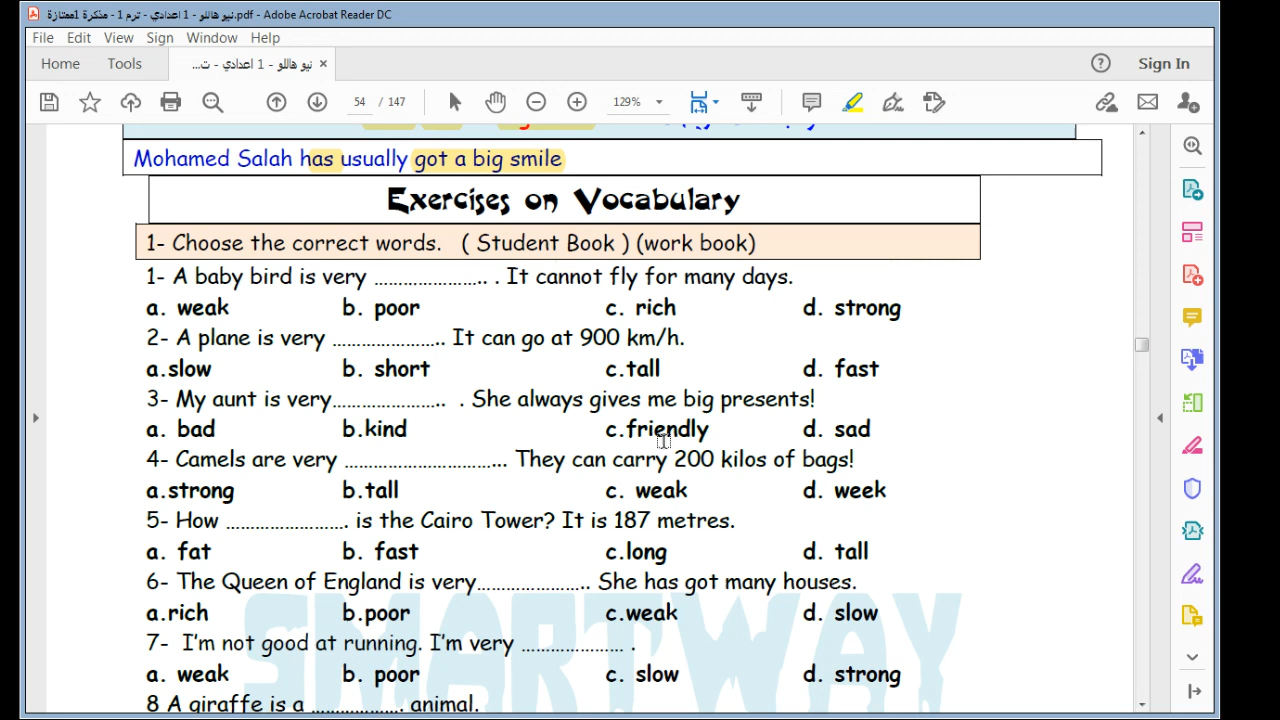 نيو هاللو - 1 اعدادي - ترم 1 - مذكرة 1ممتازة.pdf - Adobe Acrobat Reader DC
File Edit View Sign Window Help
Home Tools نيو هاللو - 1 اعدادي - ت... × Sign In
54 / 147 129%
Mohamed Salah has usually got a big smile
Exercises on Vocabulary
1- Choose the correct words. ( Student Book ) (work book)
1- A baby bird is very ………………….. . It cannot fly for many days.
a. weak b. poor c. rich d. strong
2- A plane is very ………………….. It can go at 900 km/h.
a.slow b. short c.tall d. fast
3- My aunt is very………………….. . She always gives me big presents!
a. bad b.kind c.friendly d. sad
4- Camels are very …………………………... They can carry 200 kilos of bags!
a.strong b.tall c. weak d. week
5- How …………………. is the Cairo Tower? It is 187 metres.
a. fat b. fast c.long d. tall
6- The Queen of England is very………………….. She has got many houses.
a.rich b.poor c.weak d. slow
7- I'm not good at running. I'm very ………………… .
a. weak b. poor c. slow d. strong
8 A giraffe is a ………………. animal.
SMARTWAY